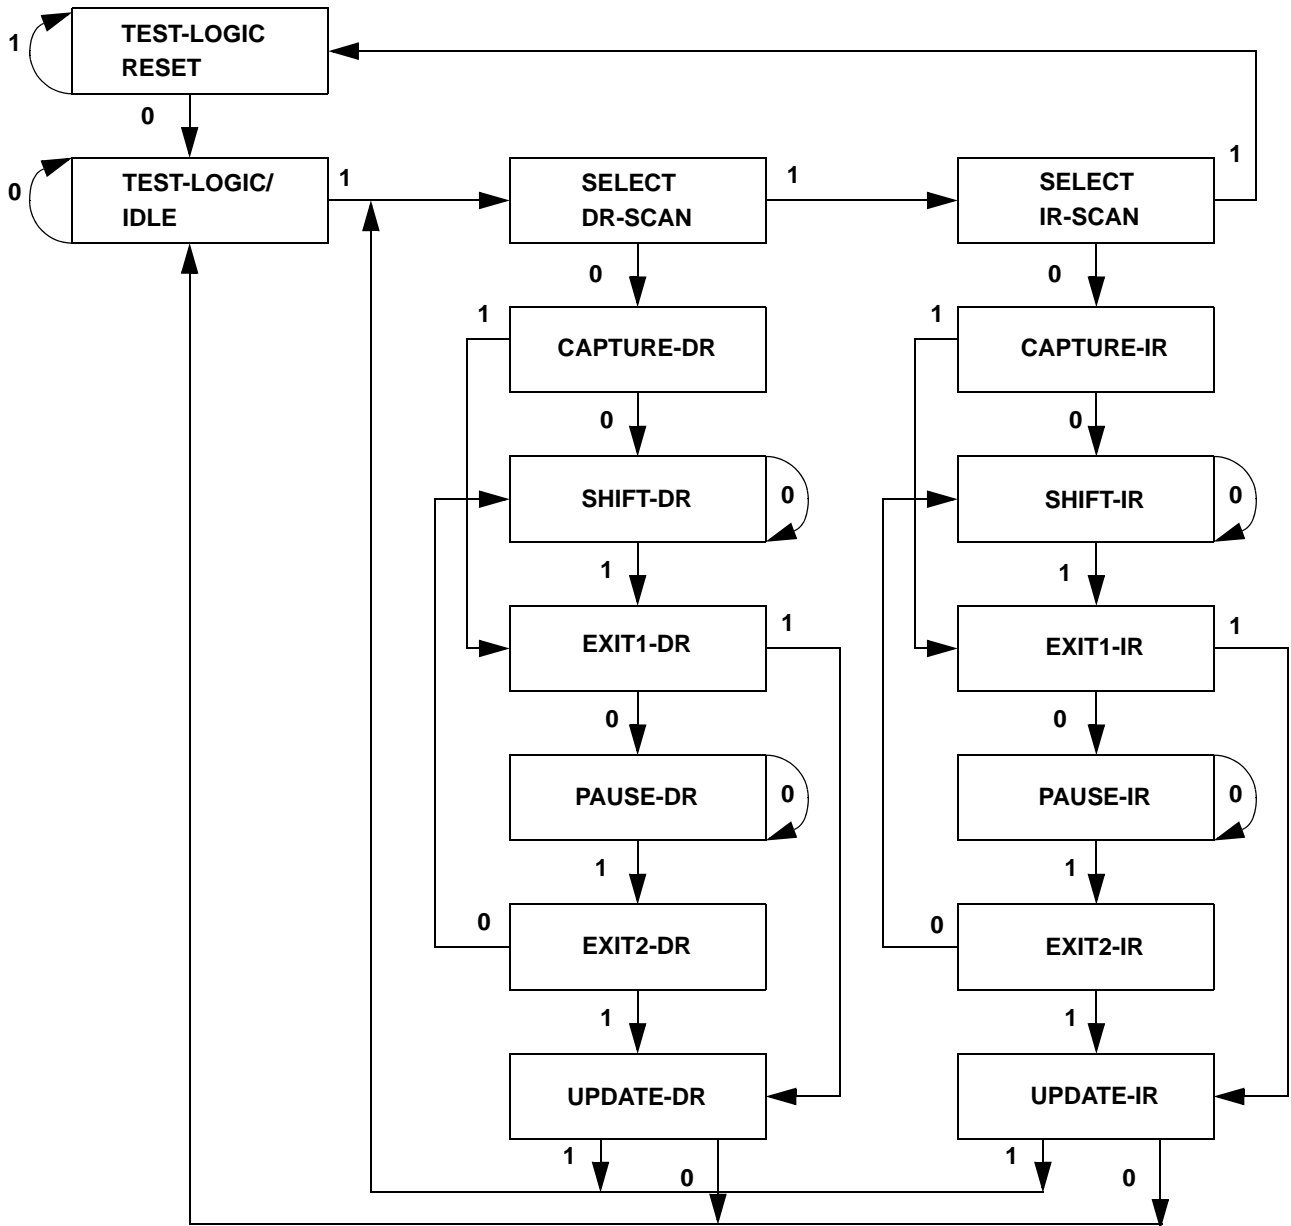 1
TEST-LOGIC
RESET
0
0
TEST-LOGIC/
IDLE
1
SELECT
DR-SCAN
1
SELECT
IR-SCAN
1
0
0
1
CAPTURE-DR
1
CAPTURE-IR
0
0
SHIFT-DR
0
SHIFT-IR
0
1
1
EXIT1-DR
1
EXIT1-IR
1
0
0
PAUSE-DR
0
PAUSE-IR
0
1
1
0
EXIT2-DR
0
EXIT2-IR
1
1
UPDATE-DR
UPDATE-IR
1
0
1
0